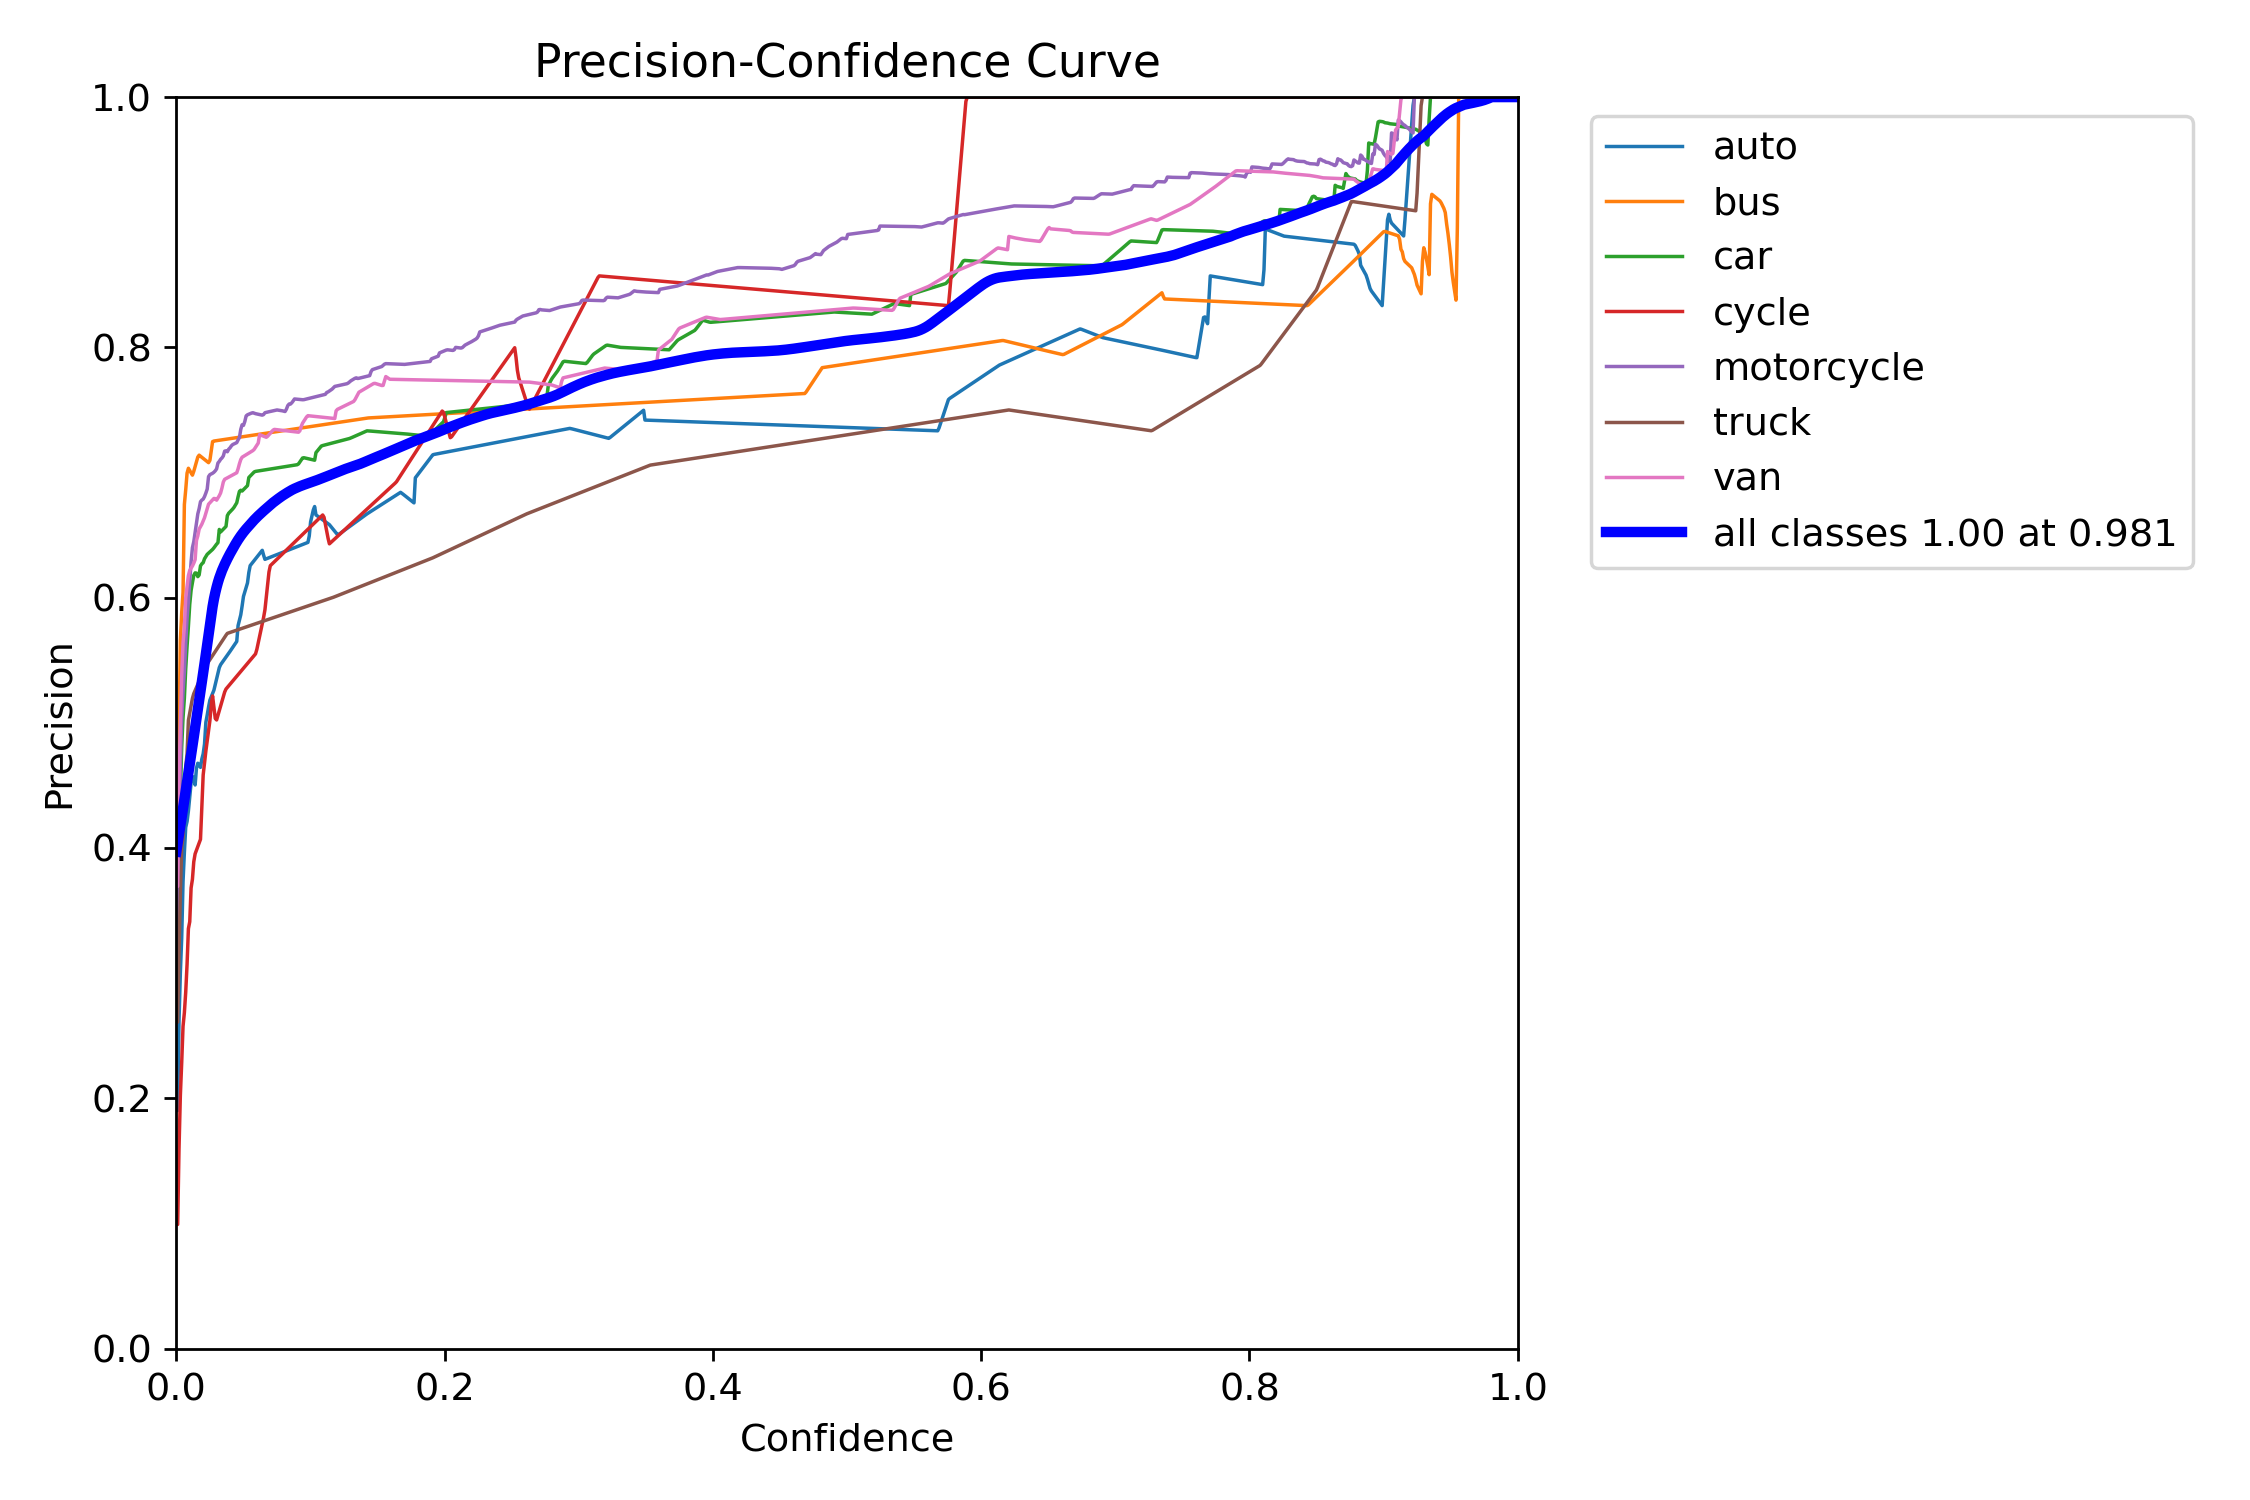 Precision-Confidence Curve
1.0
0.8
0.6
0.4
0.2
0.0
Precision
0.0 0.2 0.4 0.6 0.8 1.0
Confidence
auto
bus
car
cycle
motorcycle
truck
van
all classes 1.00 at 0.981